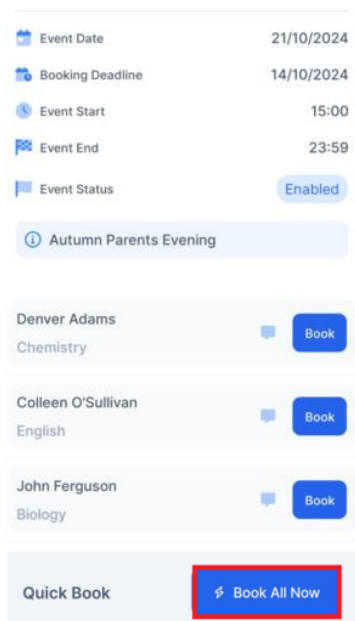 Event Date 21/10/2024
Booking Deadline 14/10/2024
Event Start 15:00
Event End 23:59
Event Status Enabled
Autumn Parents Evening
Denver Adams
Chemistry
Book
Colleen O'Sullivan
English
Book
John Ferguson
Biology
Book
Quick Book Book All Now